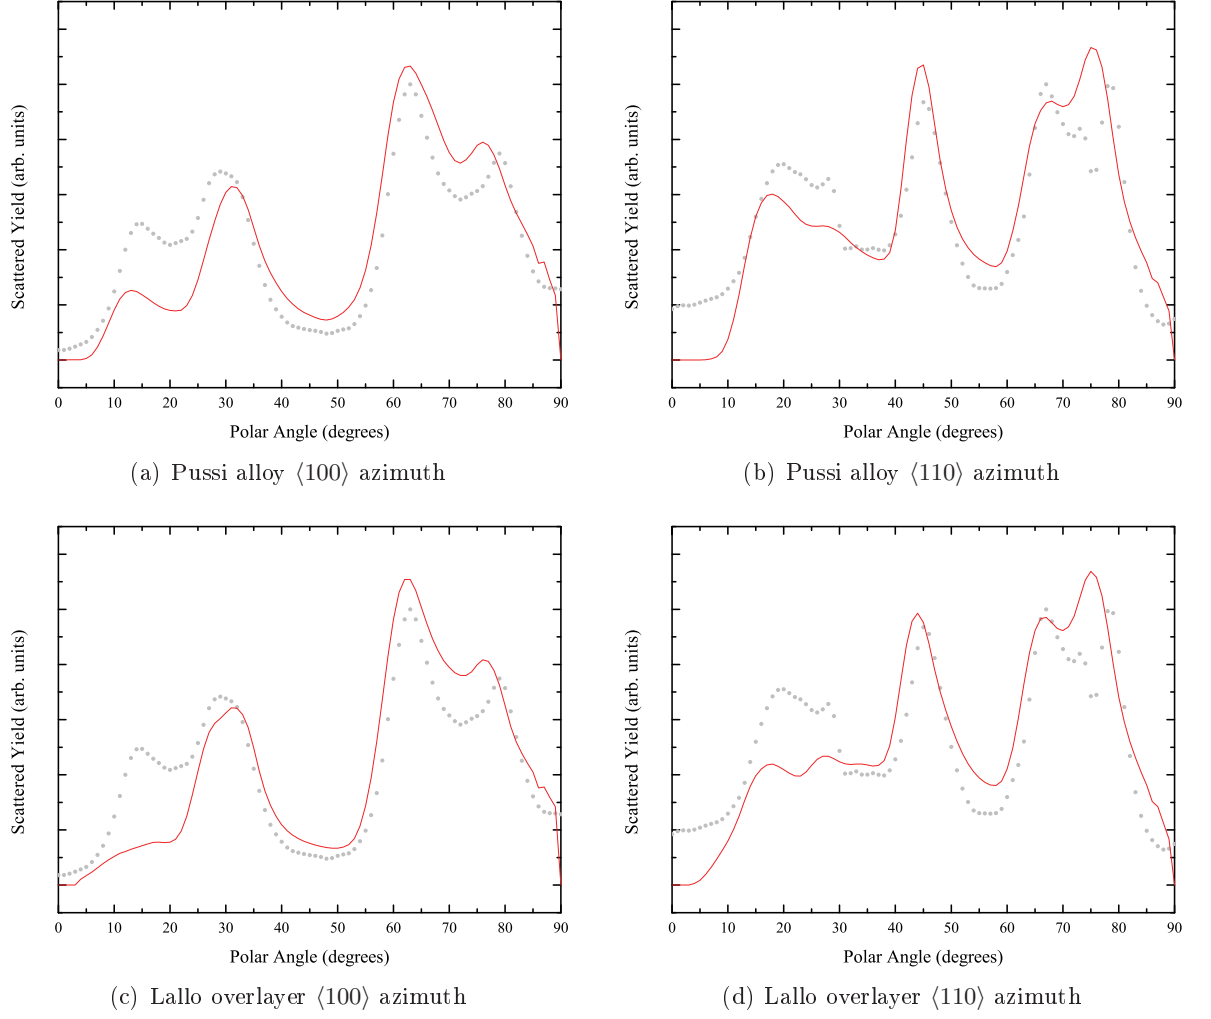 Scattered Yield (arb. units)
0 10 20 30 40 50 60 70 80 90
Polar Angle (degrees)
(a) Pussi alloy ⟨100⟩ azimuth
Scattered Yield (arb. units)
0 10 20 30 40 50 60 70 80 90
Polar Angle (degrees)
(b) Pussi alloy ⟨110⟩ azimuth
Scattered Yield (arb. units)
0 10 20 30 40 50 60 70 80 90
Polar Angle (degrees)
(c) Lallo overlayer ⟨100⟩ azimuth
Scattered Yield (arb. units)
0 10 20 30 40 50 60 70 80 90
Polar Angle (degrees)
(d) Lallo overlayer ⟨110⟩ azimuth